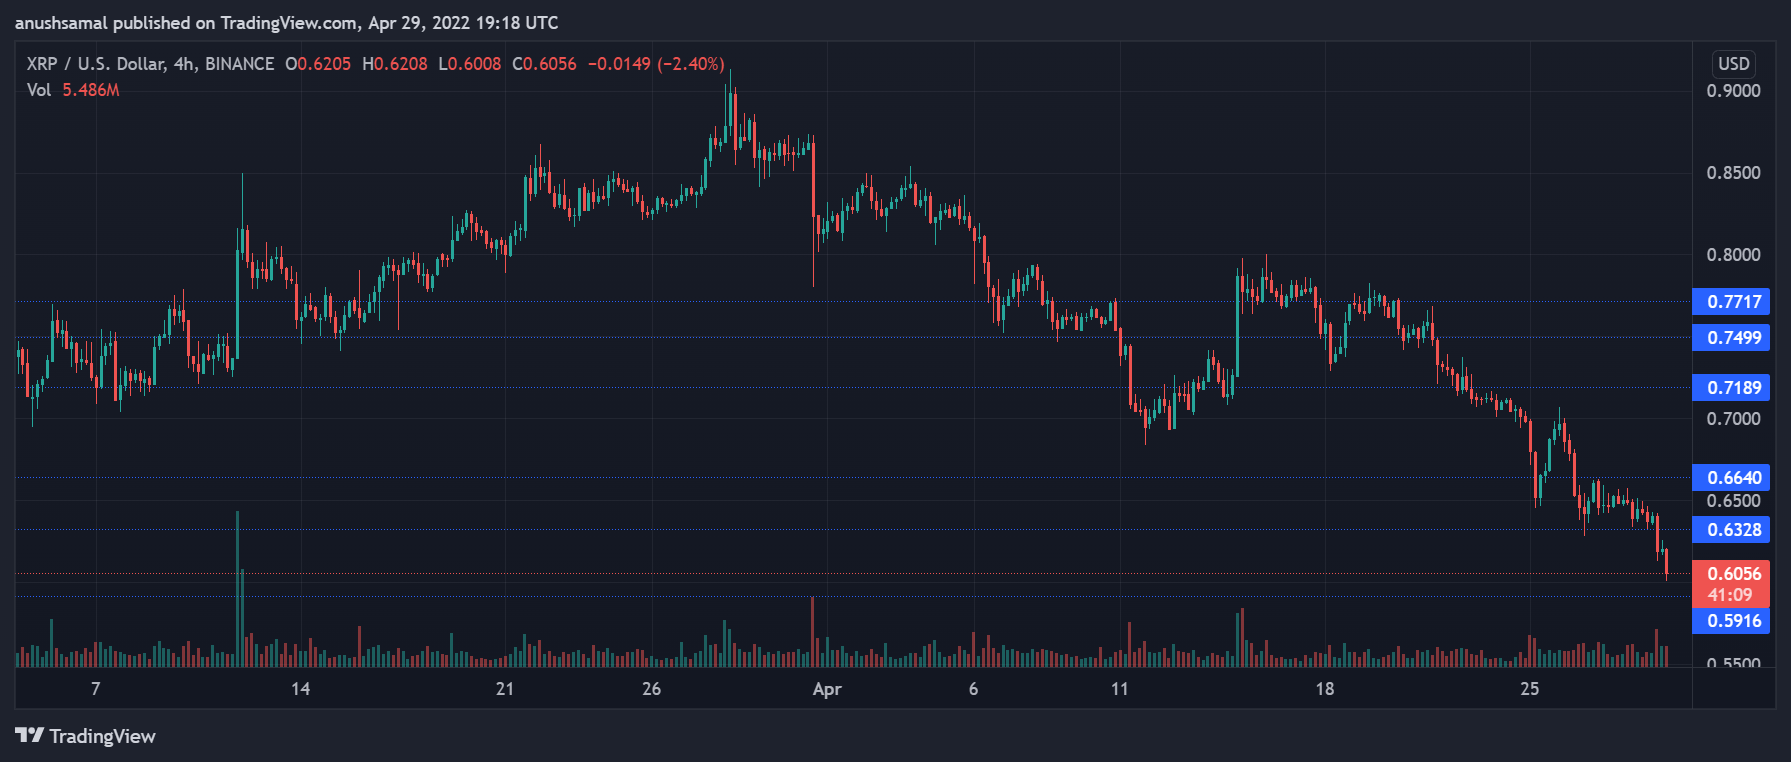 anushsamal published on TradingView.com, Apr 29, 2022 19:18 UTC
XRP / U.S. Dollar, 4h, BINANCE O0.6205 H0.6208 L0.6008 C0.6056 −0.0149 (−2.40%)
Vol 5.486M
USD
0.9000
0.8500
0.8000
0.7717
0.7499
0.7189
0.7000
0.6640
0.6500
0.6328
0.6056
41:09
0.5916
0.5500
7 14 21 26 Apr 6 11 18 25
TradingView